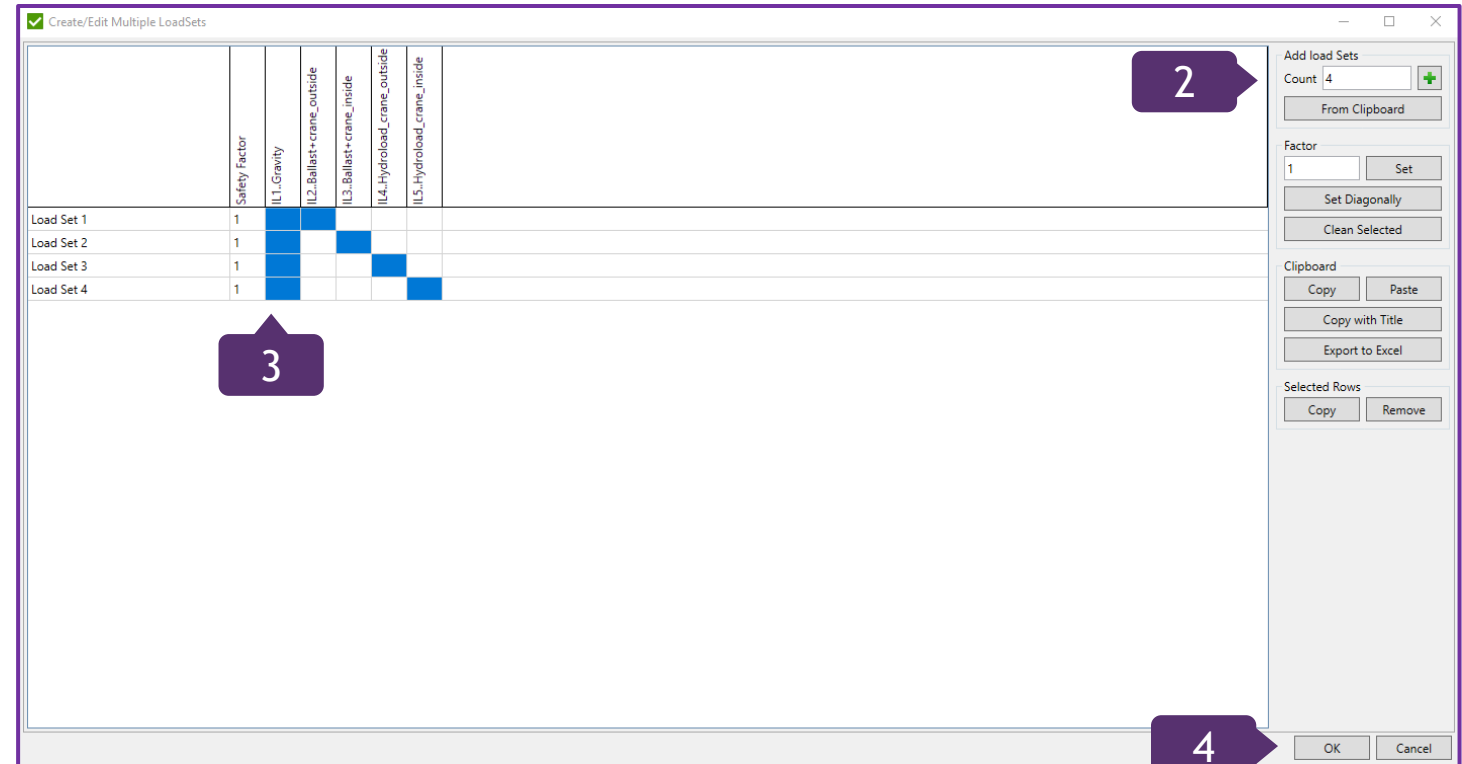 Create/Edit Multiple LoadSets
Safety Factor
IL1..Gravity
IL2..Ballast+crane_outside
IL3..Ballast+crane_inside
IL4..Hydroload_crane_outside
IL5..Hydroload_crane_inside
Load Set 1 1
Load Set 2 1
Load Set 3 1
Load Set 4 1
3
2
Add load Sets
Count 4
From Clipboard
Factor
1 Set
Set Diagonally
Clean Selected
Clipboard
Copy Paste
Copy with Title
Export to Excel
Selected Rows
Copy Remove
4
OK Cancel